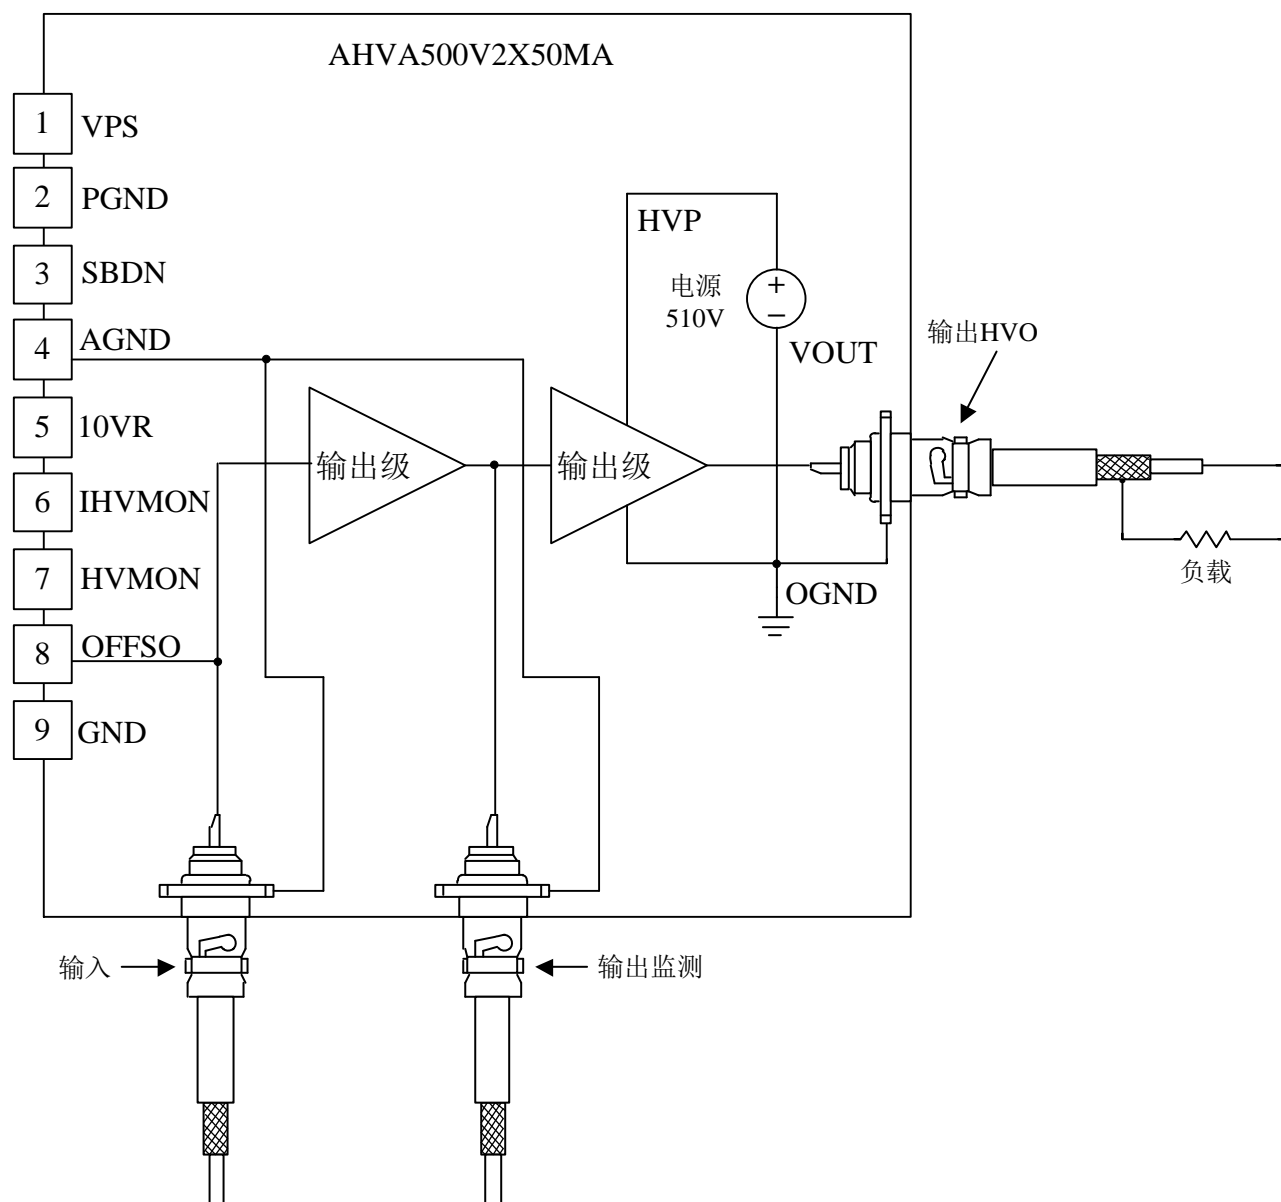 AHVA500V2X50MA
1 VPS
2 PGND
3 SBDN
4 AGND
5 10VR
6 IHVMON
7 HVMON
8 OFFSO
9 GND
HVP
电源
510V
+
−
VOUT
输出级
输出级
OGND
输出HVO
负载
输入
输出监测